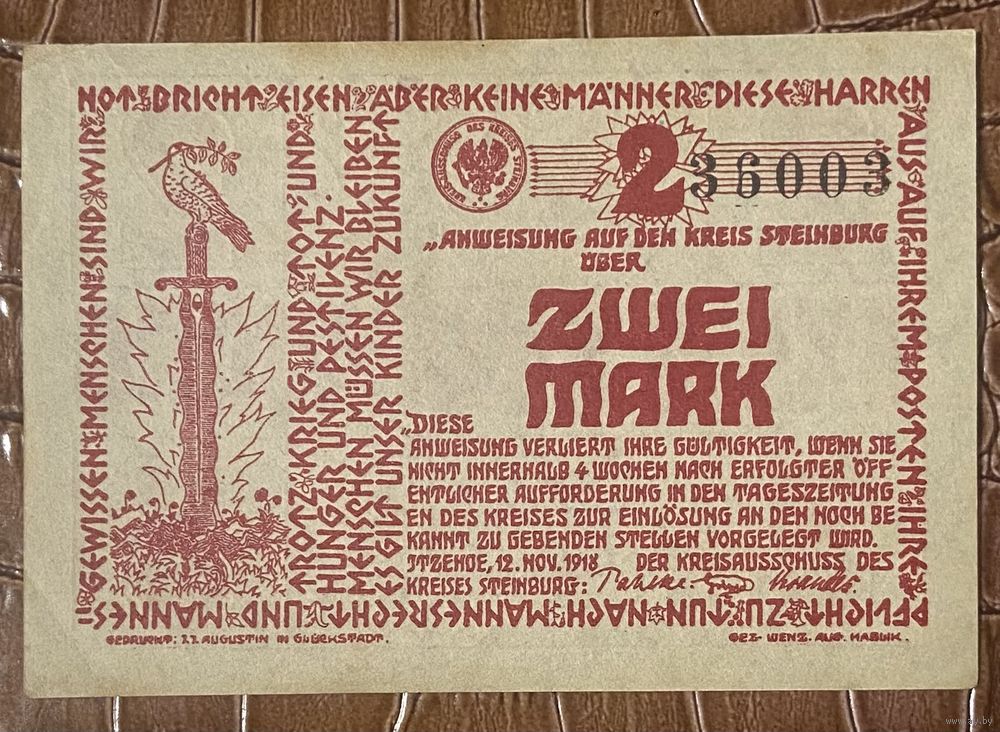 NOT BRICHT EISEN ABER KEINE MÄNNER DIESE HARREN
AUS AUF IHREM POSTEN IHRE
PFLICHT ZU TUN NACH MANNESRECHT UND MANNES
GEWISSEN MENSCHEN SIND WIR
TROTZ KRIEG UND TOT UND
HUNGER UND PESTILENZ.
MENSCHEN MÜSSEN WIR BLEIBEN
ES GILT UNSER KINDER ZUKUNFT
2
36003
„ANWEISUNG AUF DEN KREIS STEINBURG
ÜBER
ZWEI
MARK
„DIESE
ANWEISUNG VERLIERT IHRE GÜLTIGKEIT, WENN SIE
NICHT INNERHALB 4 WOCHEN NACH ERFOLGTER ÖFF
ENTLICHER AUFFORDERUNG IN DEN TAGESZEITUNG
EN DES KREISES ZUR EINLÖSUNG AN DEN NOCH BE
KANNT ZU GEBENDEN STELLEN VORGELEGT WIRD.
ITZEHOE, 12. NOV. 1918 DER KREISAUSSCHUSS DES
KREISES STEINBURG:
GEDRUCKT: J.J. AUGUSTIN IN GLÜCKSTADT.
GEZ. WENZ. AUG. HABLIK.
www.ay.by